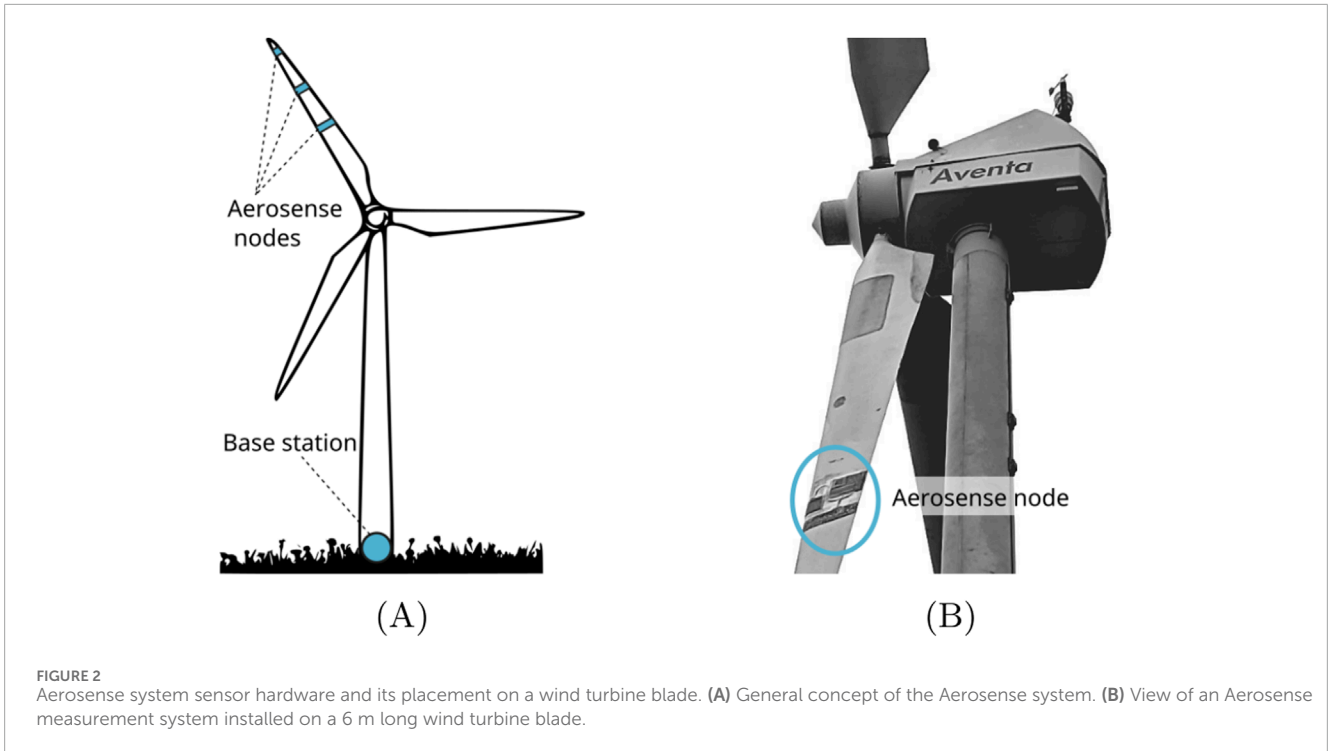 Aerosense
nodes
Base station
(A)
Aventa
Aerosense node
(B)
FIGURE 2
Aerosense system sensor hardware and its placement on a wind turbine blade. (A) General concept of the Aerosense system. (B) View of an Aerosense
measurement system installed on a 6 m long wind turbine blade.